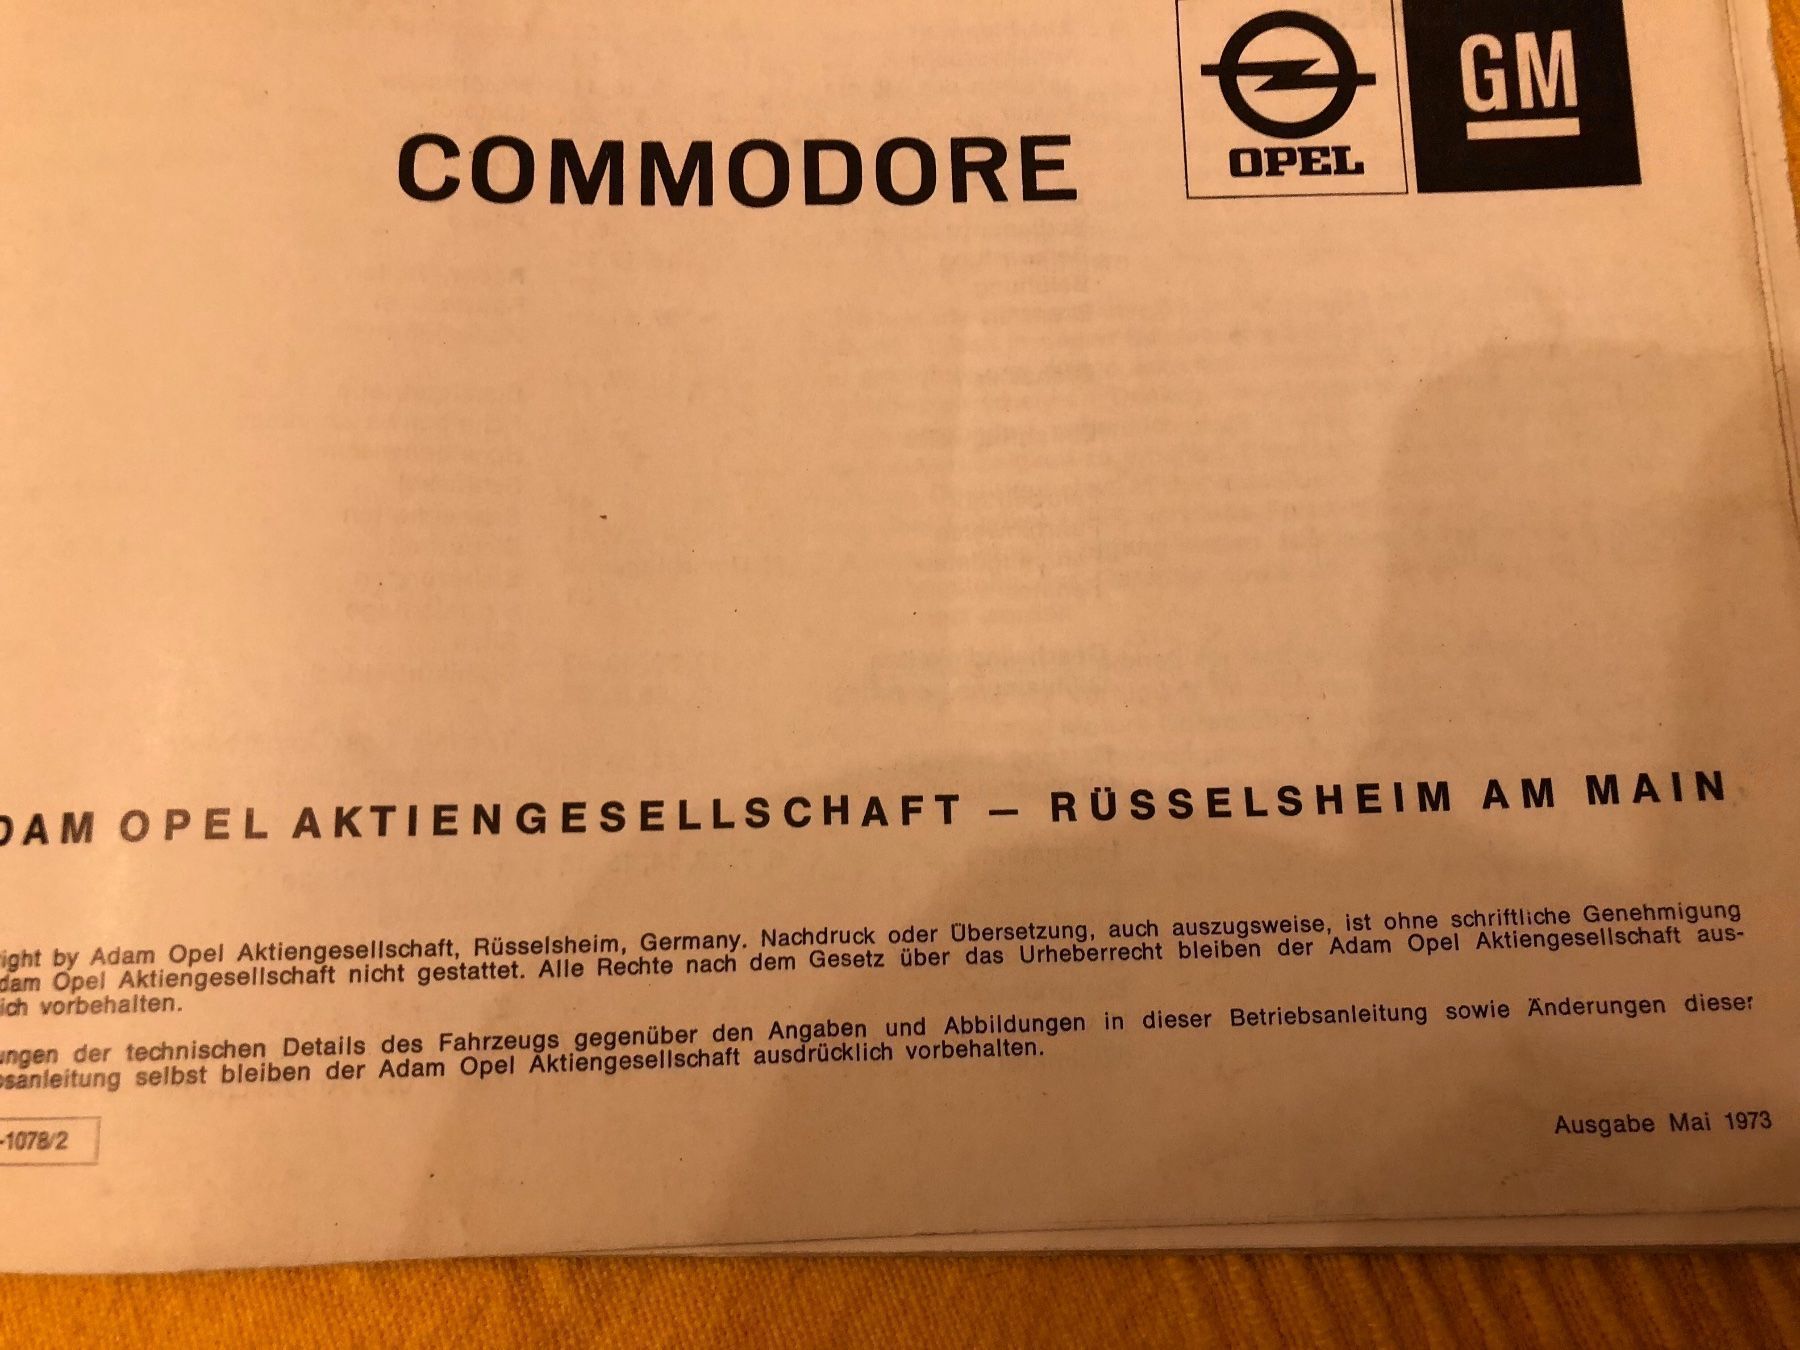 COMMODORE
OPEL
GM
DAM OPEL AKTIENGESELLSCHAFT – RÜSSELSHEIM AM MAIN
ight by Adam Opel Aktiengesellschaft, Rüsselsheim, Germany. Nachdruck oder Übersetzung, auch auszugsweise, ist ohne schriftliche Genehmigung
dam Opel Aktiengesellschaft nicht gestattet. Alle Rechte nach dem Gesetz über das Urheberrecht bleiben der Adam Opel Aktiengesellschaft aus-
ich vorbehalten.
ungen der technischen Details des Fahrzeugs gegenüber den Angaben und Abbildungen in dieser Betriebsanleitung sowie Änderungen dieser
sanleitung selbst bleiben der Adam Opel Aktiengesellschaft ausdrücklich vorbehalten.
-1078/2
Ausgabe Mai 1973